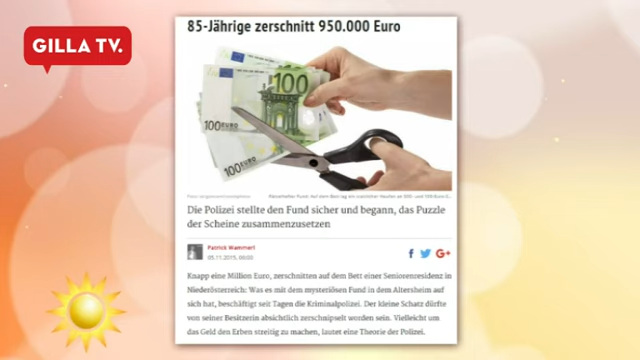 GILLA TV.
85-Jährige zerschnitt 950.000 Euro
100
100 EURO
100 EURO
Die Polizei stellte den Fund sicher und begann, das Puzzle
der Scheine zusammenzusetzen
Patrick Wammerl
05.11.2015, 06:00
Knapp eine Million Euro, zerschnitten auf dem Bett einer Seniorenresidenz in
Niederösterreich: Was es mit dem mysteriösen Fund in dem Altersheim auf
sich hat, beschäftigt seit Tagen die Kriminalpolizei. Der kleine Schatz dürfte
von seiner Besitzerin absichtlich zerschnipselt worden sein. Vielleicht um
das Geld den Erben streitig zu machen, lautet eine Theorie der Polizei.